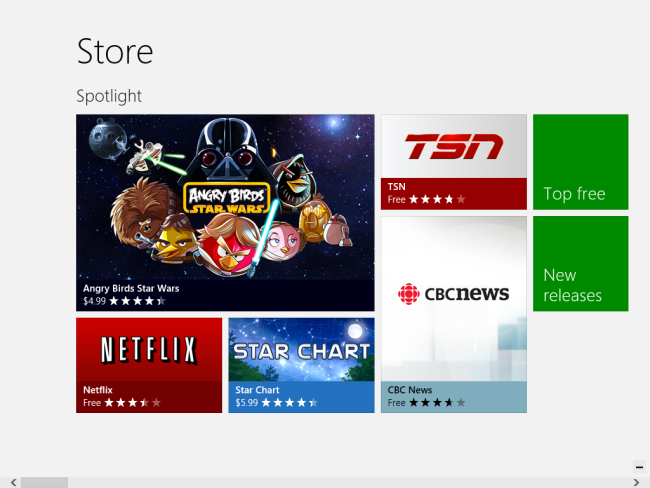 Store
Spotlight
ANGRY BIRDS
STAR WARS
Angry Birds Star Wars
$4.99
TSN
TSN
Free
Top free
CBCnews
CBC News
Free
New
releases
NETFLIX
Netflix
Free
STAR CHART
Star Chart
$5.99